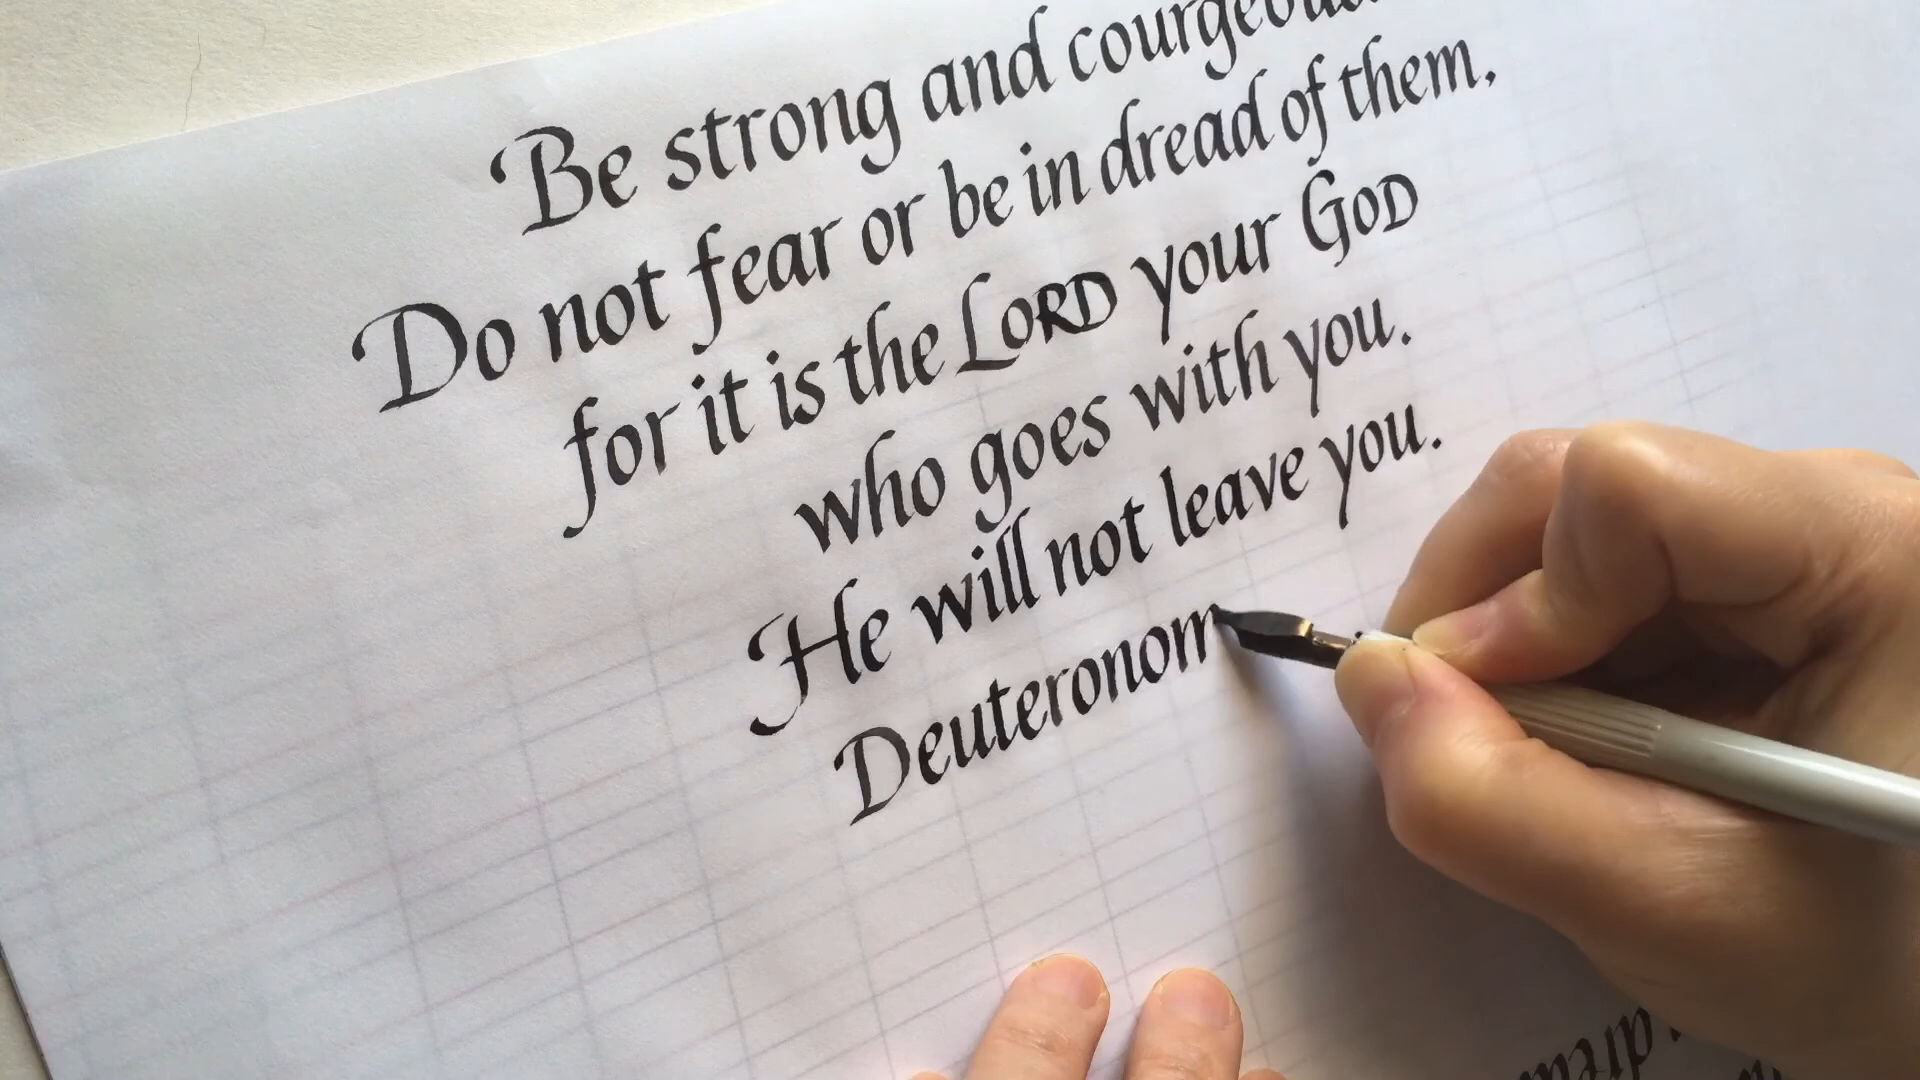 Be strong and courgeous
Do not fear or be in dread of them,
for it is the LORD your GOD
who goes with you.
He will not leave you.
Deuteronom